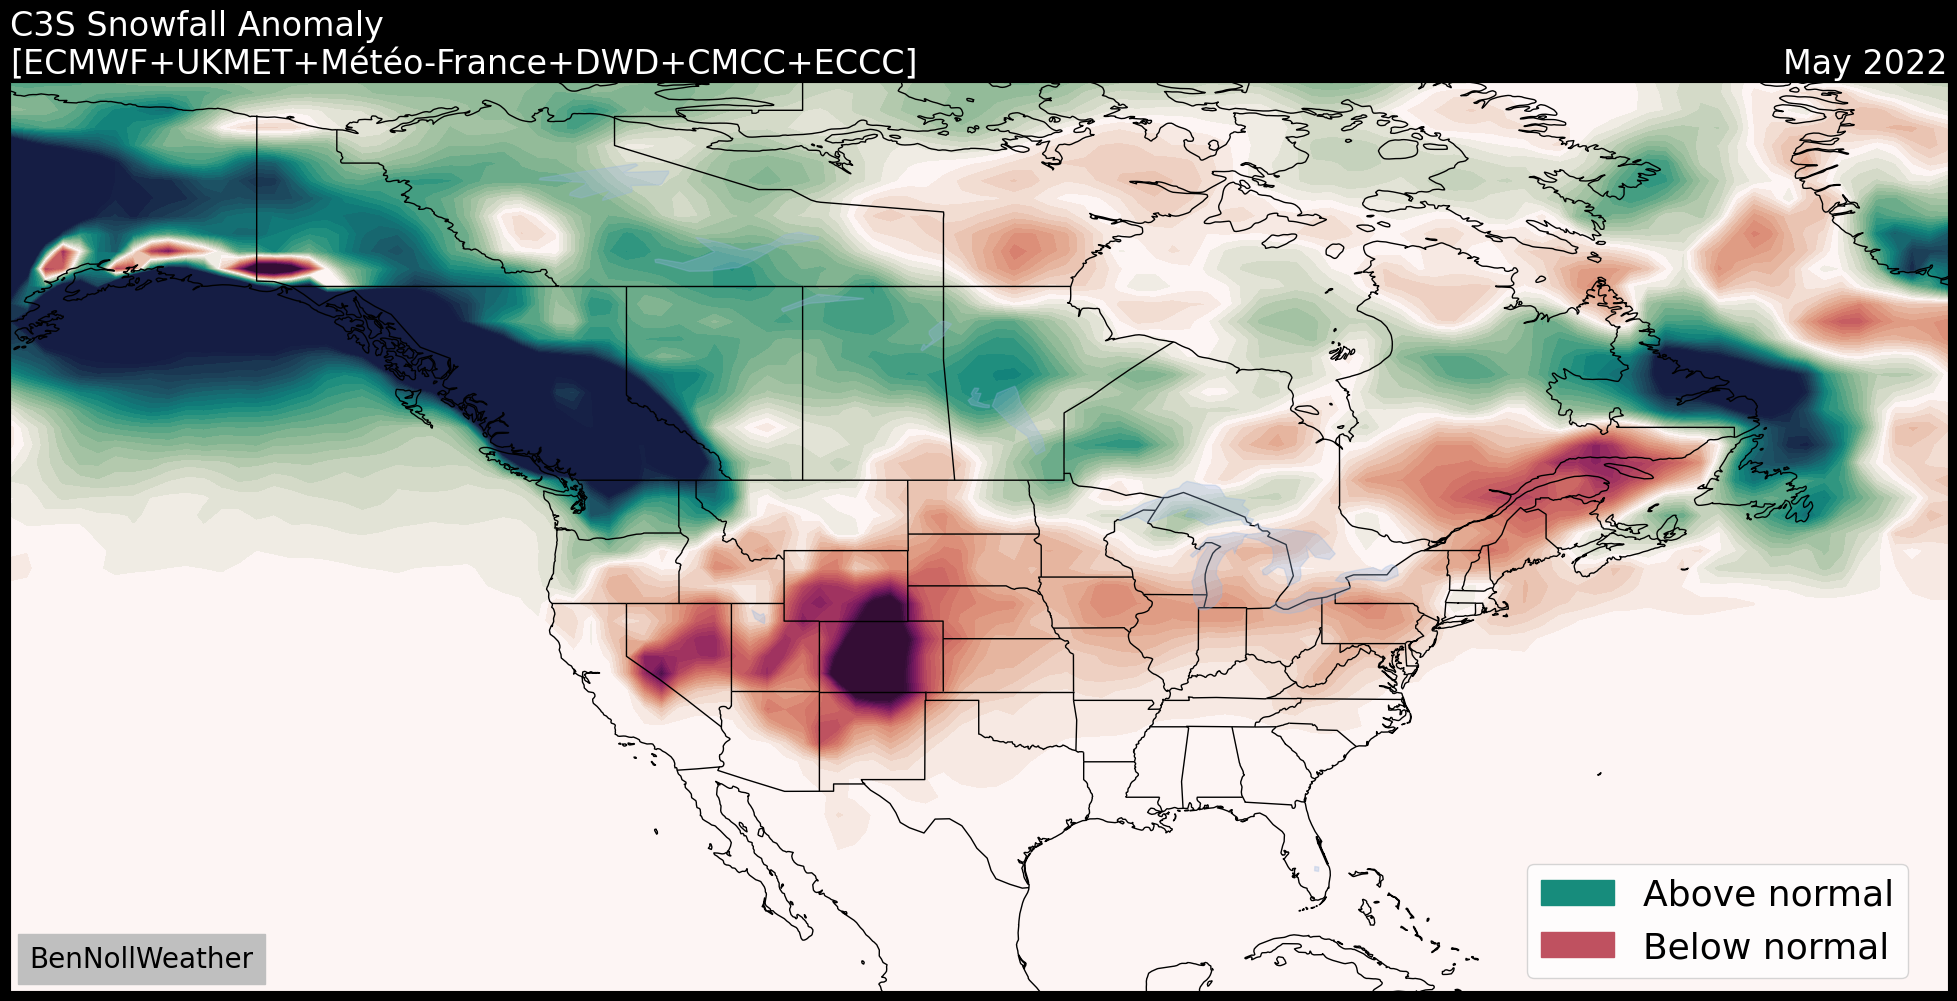 C3S Snowfall Anomaly
[ECMWF+UKMET+Météo-France+DWD+CMCC+ECCC]
May 2022
Above normal
Below normal
BenNollWeather